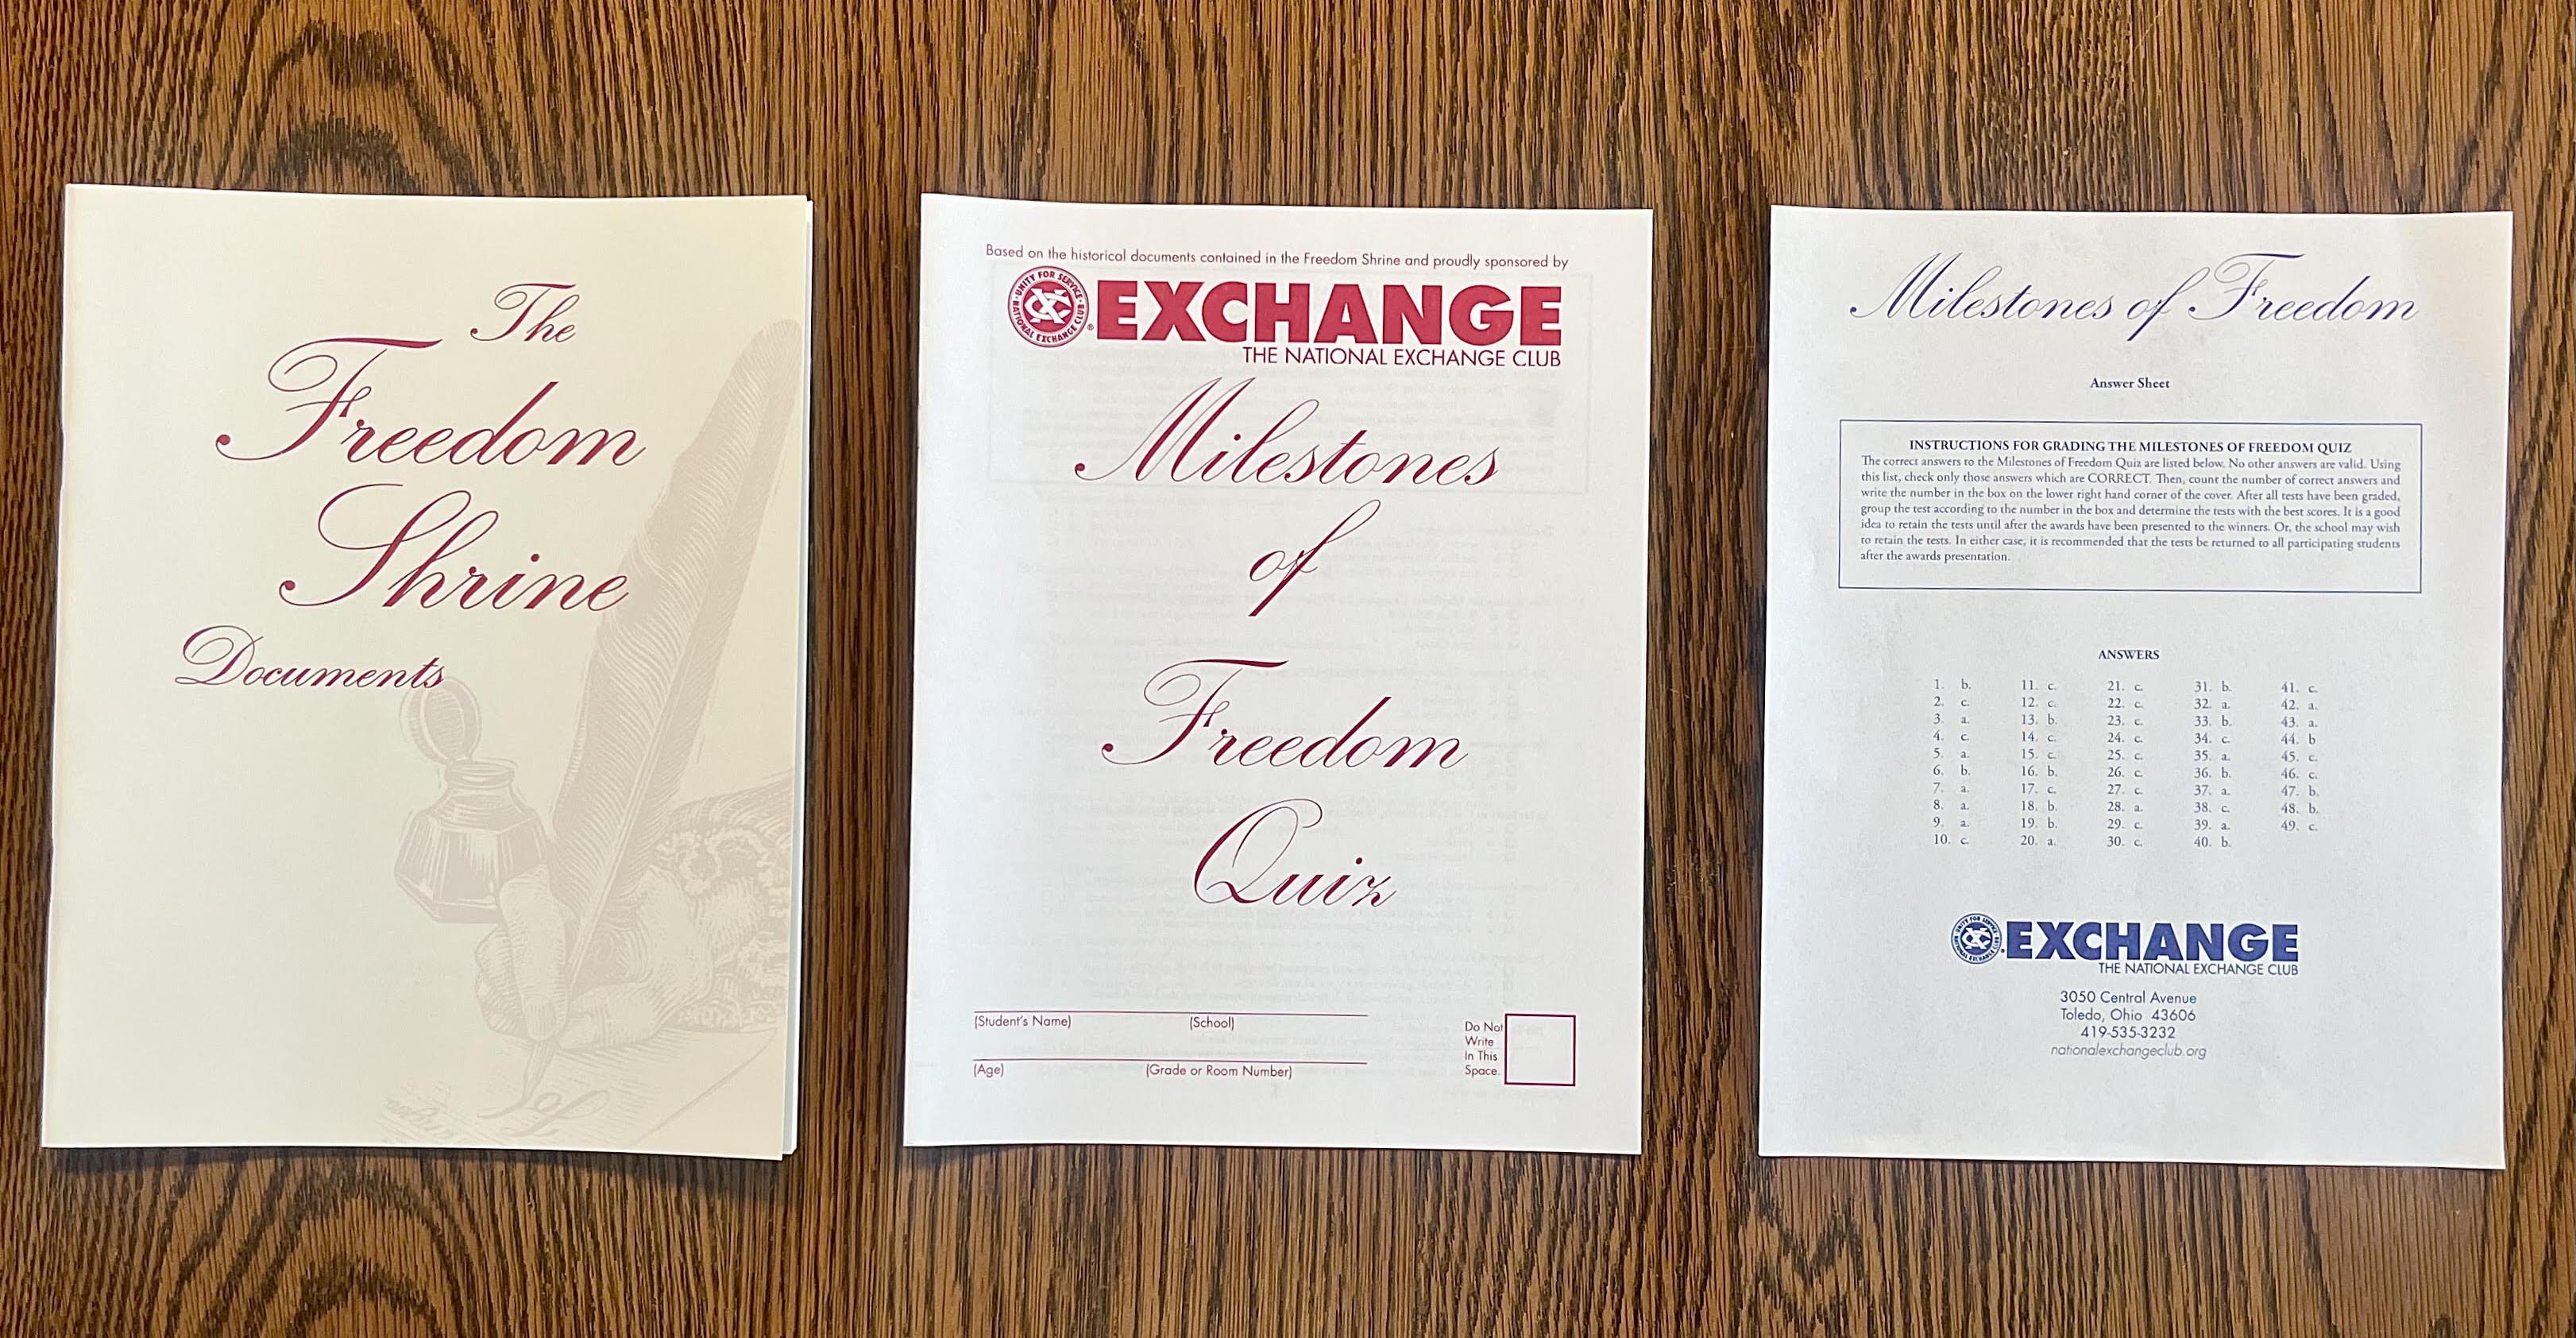 The
Freedom
Shrine
Documents
Based on the historical documents contained in the Freedom Shrine and proudly sponsored by
UNITY FOR SERVICE
NATIONAL EXCHANGE CLUB
®
EXCHANGE
THE NATIONAL EXCHANGE CLUB
Milestones
of
Freedom
Quiz
(Student's Name) (School)
(Age) (Grade or Room Number)
Do Not
Write
In This
Space.
Milestones of Freedom
Answer Sheet
INSTRUCTIONS FOR GRADING THE MILESTONES OF FREEDOM QUIZ
The correct answers to the Milestones of Freedom Quiz are listed below. No other answers are valid. Using
this list, check only those answers which are CORRECT. Then, count the number of correct answers and
write the number in the box on the lower right hand corner of the cover. After all tests have been graded,
group the test according to the number in the box and determine the tests with the best scores. It is a good
idea to retain the tests until after the awards have been presented to the winners. Or, the school may wish
to retain the tests. In either case, it is recommended that the tests be returned to all participating students
after the awards presentation.
ANSWERS
1. b. 11. c. 21. c. 31. b. 41. c.
2. c. 12. c. 22. c. 32. a. 42. a.
3. a. 13. b. 23. c. 33. b. 43. a.
4. c. 14. c. 24. c. 34. c. 44. b
5. a. 15. c. 25. c. 35. a. 45. c.
6. b. 16. b. 26. c. 36. b. 46. c.
7. a. 17. c. 27. c. 37. a. 47. b.
8. a. 18. b. 28. a. 38. c. 48. b.
9. a. 19. b. 29. c. 39. a. 49. c.
10. c. 20. a. 30. c. 40. b.
UNITY FOR SERVICE
NATIONAL EXCHANGE CLUB
EXCHANGE
THE NATIONAL EXCHANGE CLUB
3050 Central Avenue
Toledo, Ohio 43606
419-535-3232
nationalexchangeclub.org